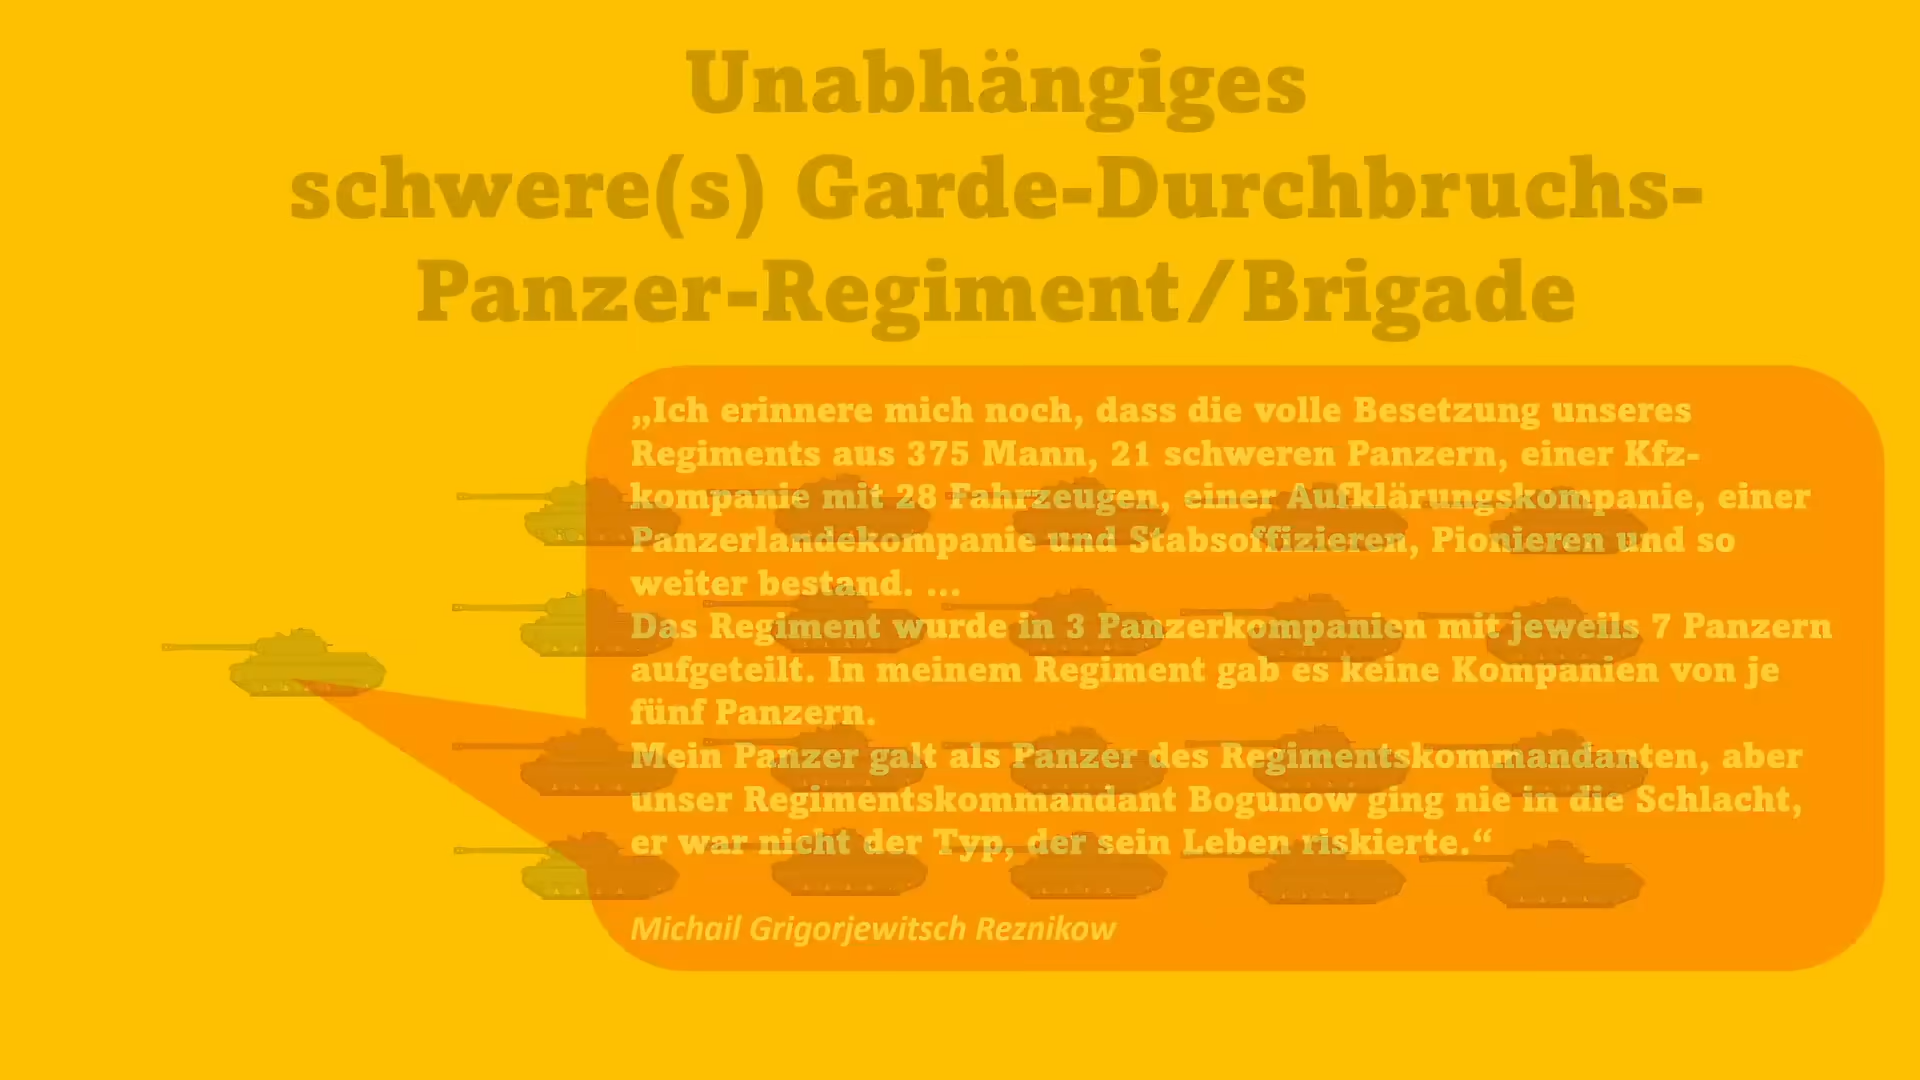 Unabhängiges
schwere(s) Garde-Durchbruchs-
Panzer-Regiment/Brigade
„Ich erinnere mich noch, dass die volle Besetzung unseres
Regiments aus 375 Mann, 21 schweren Panzern, einer Kfz-
kompanie mit 28 Fahrzeugen, einer Aufklärungskompanie, einer
Panzerlandekompanie und Stabsoffizieren, Pionieren und so
weiter bestand. ...
Das Regiment wurde in 3 Panzerkompanien mit jeweils 7 Panzern
aufgeteilt. In meinem Regiment gab es keine Kompanien von je
fünf Panzern.
Mein Panzer galt als Panzer des Regimentskommandanten, aber
unser Regimentskommandant Bogunow ging nie in die Schlacht,
er war nicht der Typ, der sein Leben riskierte.“
Michail Grigorjewitsch Reznikow